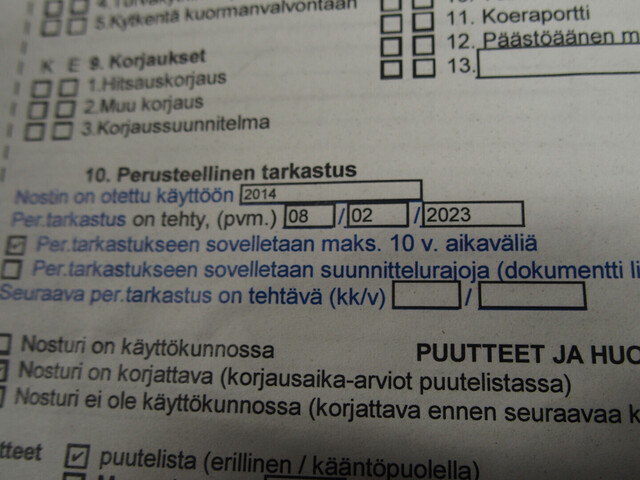 5.Kytkentä kuormanvalvontaan
11. Koeraportti
12. Päästöäänen m
13.
9. Korjaukset
K E
1.Hitsauskorjaus
2.Muu korjaus
3.Korjaussuunnitelma
10. Perusteellinen tarkastus
Nostin on otettu käyttöön 2014
Per.tarkastus on tehty, (pvm.) 08 / 02 / 2023
Per.tarkastukseen sovelletaan maks. 10 v. aikaväliä
Per.tarkastukseen sovelletaan suunnittelurajoja (dokumentti li
Seuraava per.tarkastus on tehtävä (kk/v) /
Nosturi on käyttökunnossa
PUUTTEET JA HUO
Nosturi on korjattava (korjausaika-arviot puutelistassa)
Nosturi ei ole käyttökunnossa (korjattava ennen seuraavaa k
tteet puutelista (erillinen / kääntöpuolella)